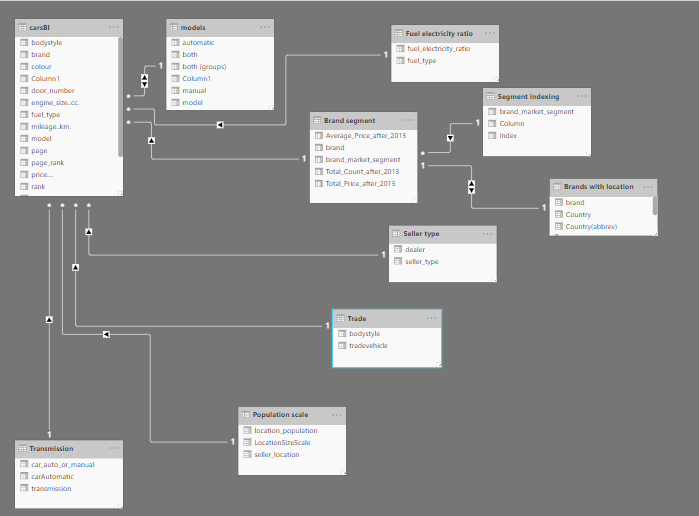 carsBI
bodystyle
brand
colour
Column1
door_number
engine_size.cc.
fuel_type
mileage.km.
model
page
page_rank
price...
rank
models
automatic
both
both (groups)
Column1
manual
model
Fuel electricity ratio
fuel_electricity_ratio
fuel_type
Segment indexing
brand_market_segment
Column
Index
Brand segment
Average_Price_after_2013
brand
brand_market_segment
Total_Count_after_2013
Total_Price_after_2013
Brands with location
brand
Country
Country(abbrev)
Seller type
dealer
seller_type
Trade
bodystyle
tradevehicle
Population scale
location_population
LocationSizeScale
seller_location
Transmission
car_auto_or_manual
carAutomatic
transmission
1
1
1
1
1
1
1
1
1
1